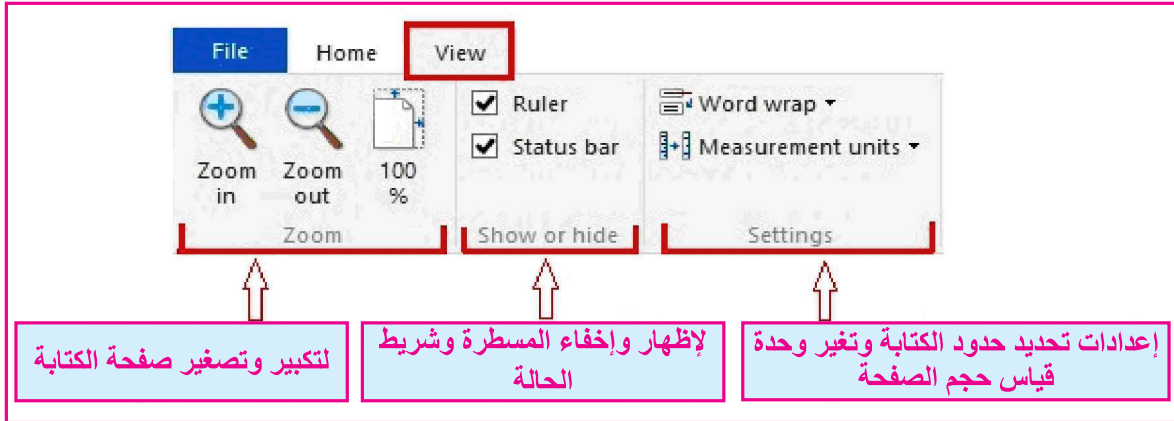 File Home View
Ruler
Word wrap
Status bar
Measurement units
Zoom in
Zoom out
100 %
Zoom
Show or hide
Settings
لتكبير وتصغير صفحة الكتابة
لإظهار وإخفاء المسطرة وشريط
الحالة
إعدادات تحديد حدود الكتابة وتغير وحدة
قياس حجم الصفحة